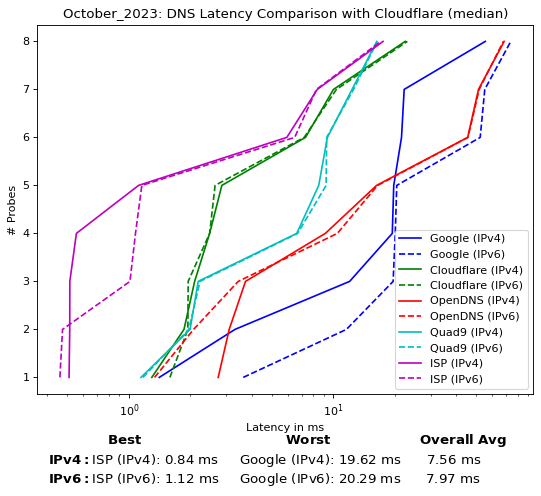 October_2023: DNS Latency Comparison with Cloudflare (median)
8
7
6
5
4
3
2
1
# Probes
Google (IPv4)
Google (IPv6)
Cloudflare (IPv4)
Cloudflare (IPv6)
OpenDNS (IPv4)
OpenDNS (IPv6)
Quad9 (IPv4)
Quad9 (IPv6)
ISP (IPv4)
ISP (IPv6)
10⁰ 10¹
Latency in ms
Best Worst Overall Avg
IPv4: ISP (IPv4): 0.84 ms Google (IPv4): 19.62 ms 7.56 ms
IPv6: ISP (IPv6): 1.12 ms Google (IPv6): 20.29 ms 7.97 ms